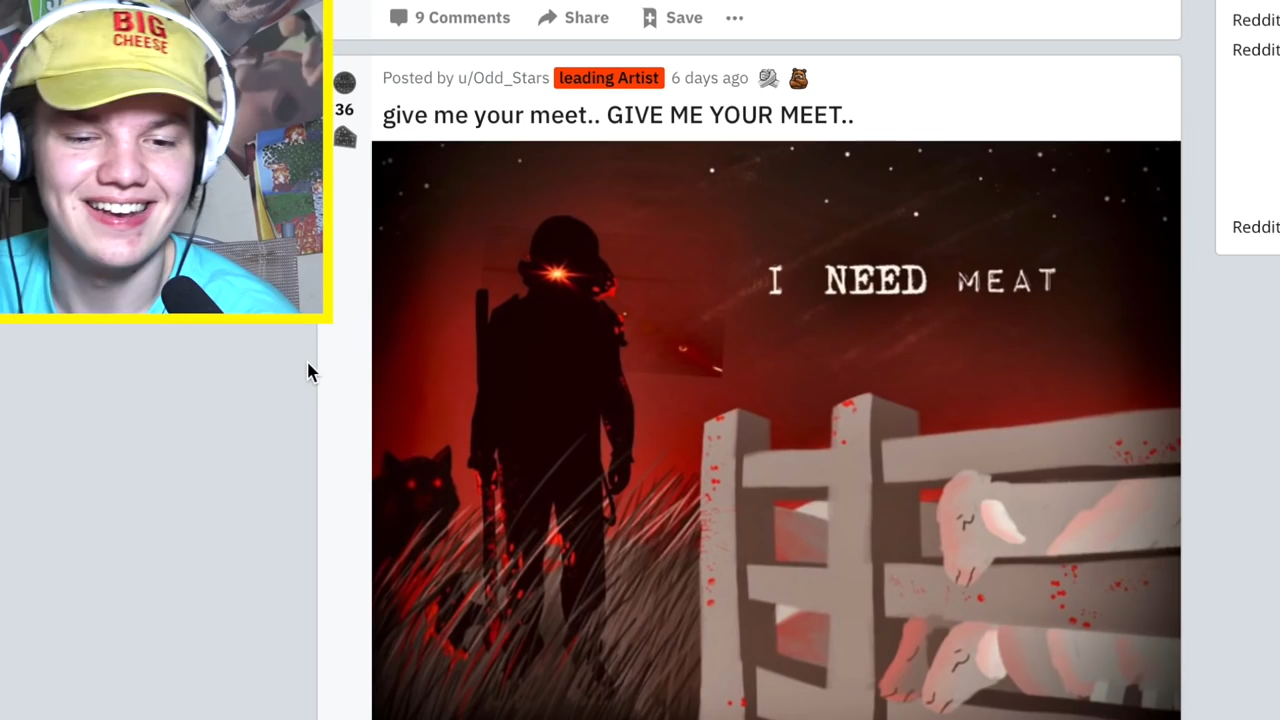 BIG
CHEESE
9 Comments Share Save
Posted by u/Odd_Stars leading Artist 6 days ago
36
give me your meet.. GIVE ME YOUR MEET..
I NEED MEAT
Reddit
Reddit
Reddit